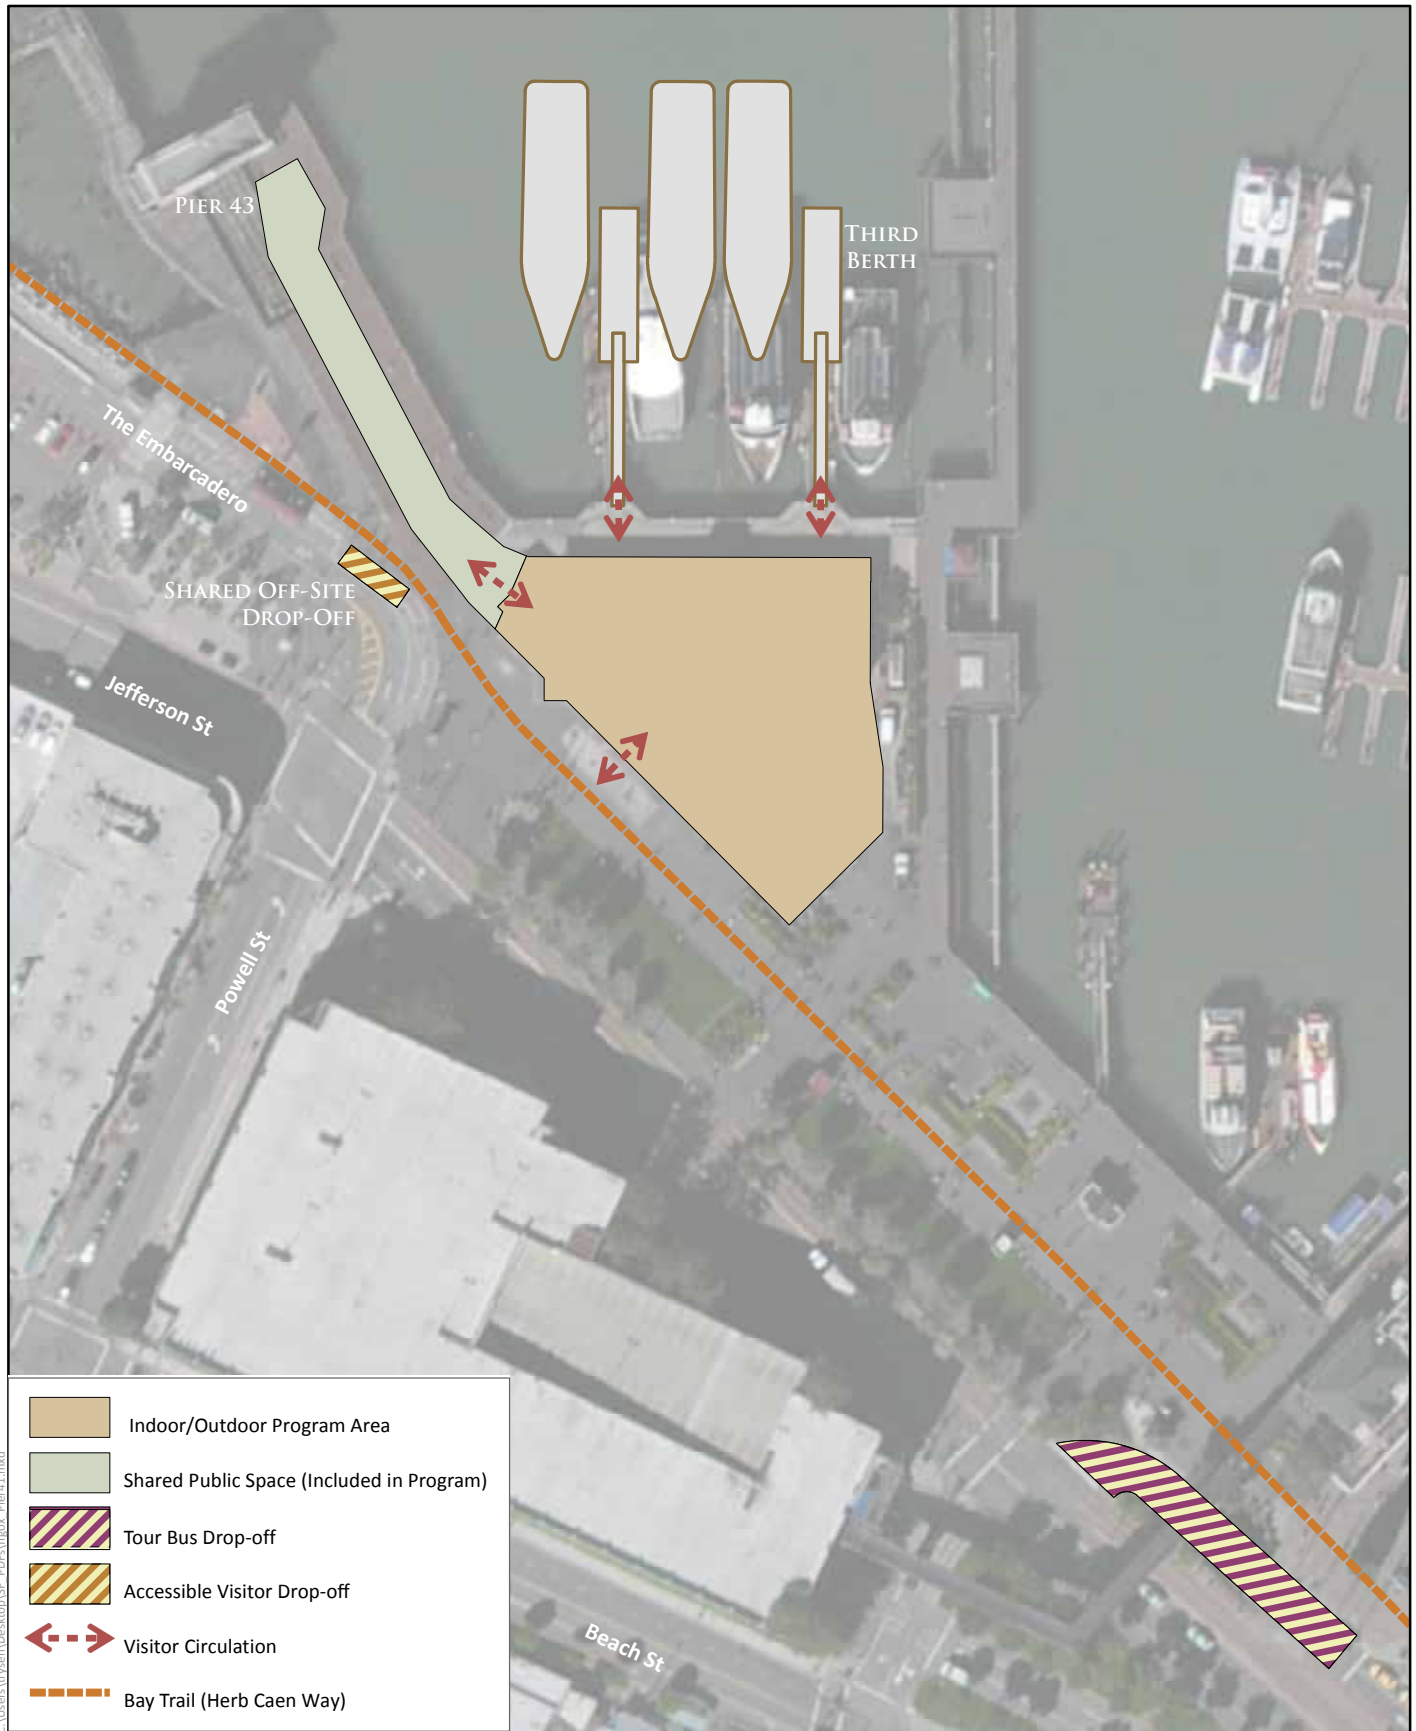 PIER 43
THIRD
BERTH
The Embarcadero
SHARED OFF-SITE
DROP-OFF
Jefferson St
Powell St
Beach St
Indoor/Outdoor Program Area
Shared Public Space (Included in Program)
Tour Bus Drop-off
Accessible Visitor Drop-off
Visitor Circulation
Bay Trail (Herb Caen Way)